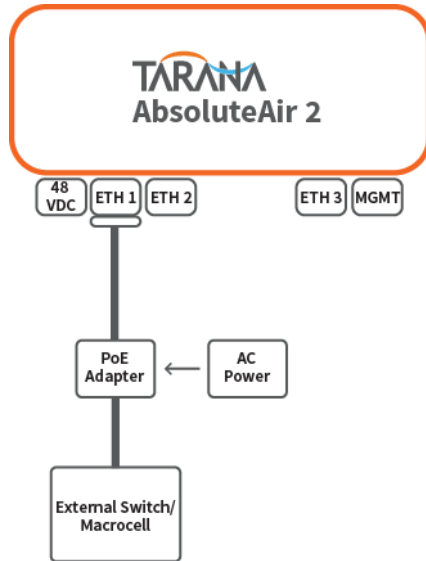 TARANA
AbsoluteAir 2
48
VDC
ETH 1
ETH 2
ETH 3
MGMT
PoE
Adapter
AC
Power
External Switch/
Macrocell